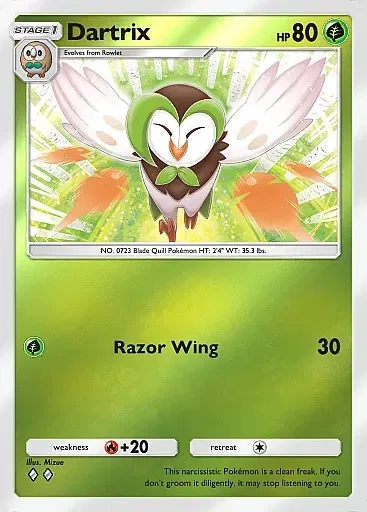 STAGE 1
Dartrix
HP 80
Evolves from Rowlet
NO. 0723 Blade Quill Pokémon HT: 2'4" WT: 35.3 lbs.
Razor Wing 30
weakness +20 retreat
Illus. Mizue
This narcissistic Pokémon is a clean freak. If you
don't groom it diligently, it may stop listening to you.